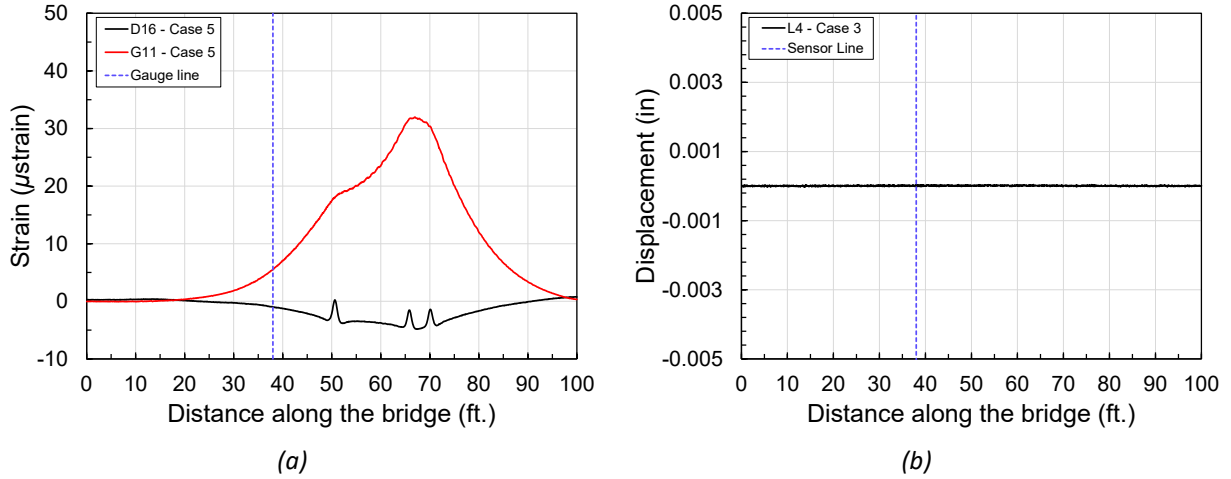 50
40
30
20
10
0
-10
Strain (µstrain)
D16 - Case 5
G11 - Case 5
Gauge line
0 10 20 30 40 50 60 70 80 90 100
Distance along the bridge (ft.)
(a)
0.005
0.003
0.001
-0.001
-0.003
-0.005
Displacement (in)
L4 - Case 3
Sensor Line
0 10 20 30 40 50 60 70 80 90 100
Distance along the bridge (ft.)
(b)